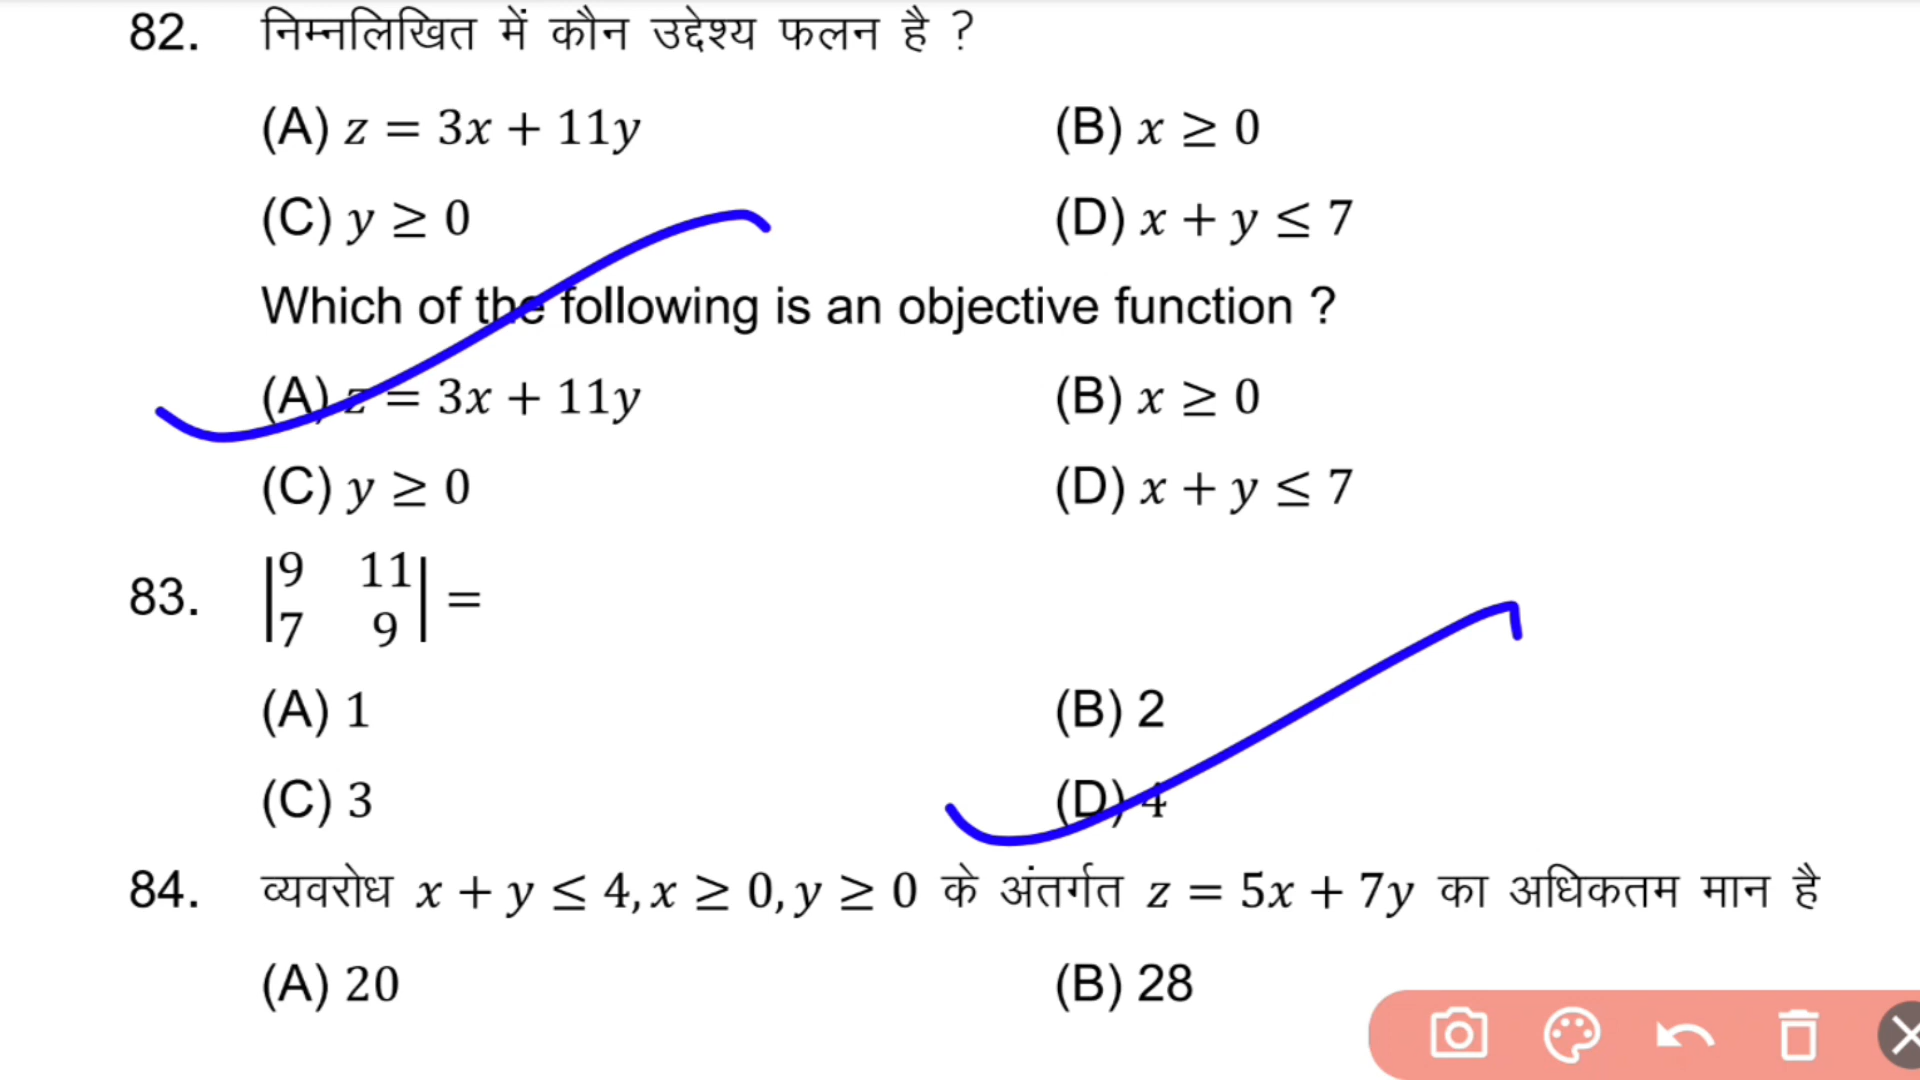 82. निम्नलिखित में कौन उद्देश्य फलन है ?
(A) z = 3x + 11y (B) x ≥ 0
(C) y ≥ 0 (D) x + y ≤ 7
Which of the following is an objective function ?
(A) z = 3x + 11y (B) x ≥ 0
(C) y ≥ 0 (D) x + y ≤ 7
83. |9 11|
|7 9| =
(A) 1 (B) 2
(C) 3 (D) 4
84. व्यवरोध x + y ≤ 4, x ≥ 0, y ≥ 0 के अंतर्गत z = 5x + 7y का अधिकतम मान है
(A) 20 (B) 28